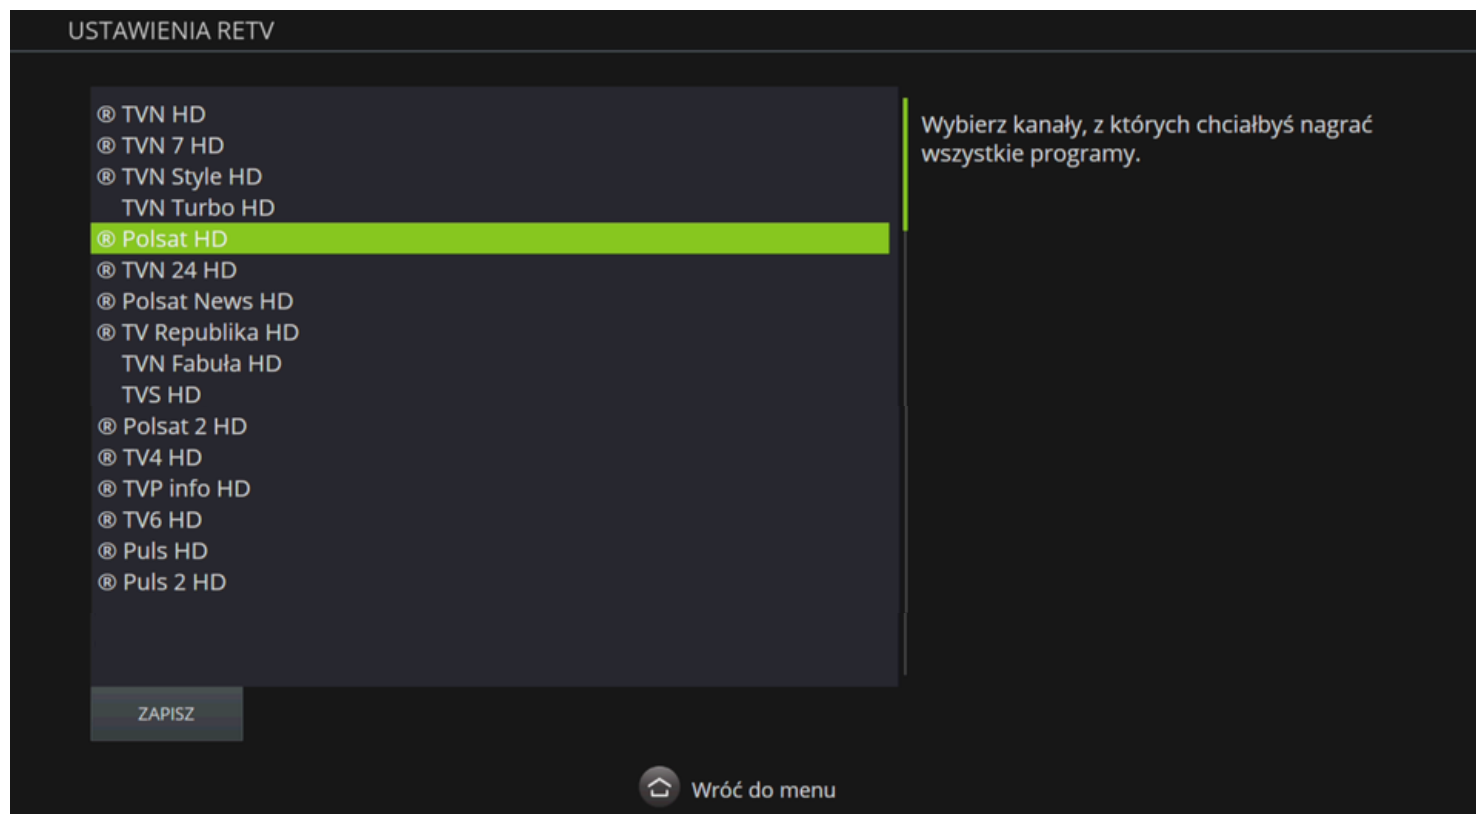 USTAWIENIA RETV
® TVN HD
® TVN 7 HD
® TVN Style HD
TVN Turbo HD
® Polsat HD
® TVN 24 HD
® Polsat News HD
® TV Republika HD
TVN Fabuła HD
TVS HD
® Polsat 2 HD
® TV4 HD
® TVP info HD
® TV6 HD
® Puls HD
® Puls 2 HD
Wybierz kanały, z których chciałbyś nagrać
wszystkie programy.
ZAPISZ
Wróć do menu